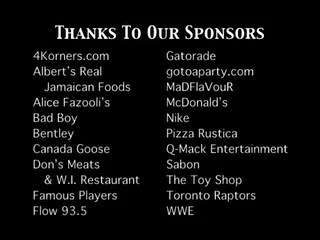 Thanks To Our Sponsors
4Korners.com
Albert's Real
Jamaican Foods
Alice Fazooli's
Bad Boy
Bentley
Canada Goose
Don's Meats
& W.I. Restaurant
Famous Players
Flow 93.5
Gatorade
gotoaparty.com
MaDFlaVouR
McDonald's
Nike
Pizza Rustica
Q-Mack Entertainment
Sabon
The Toy Shop
Toronto Raptors
WWE